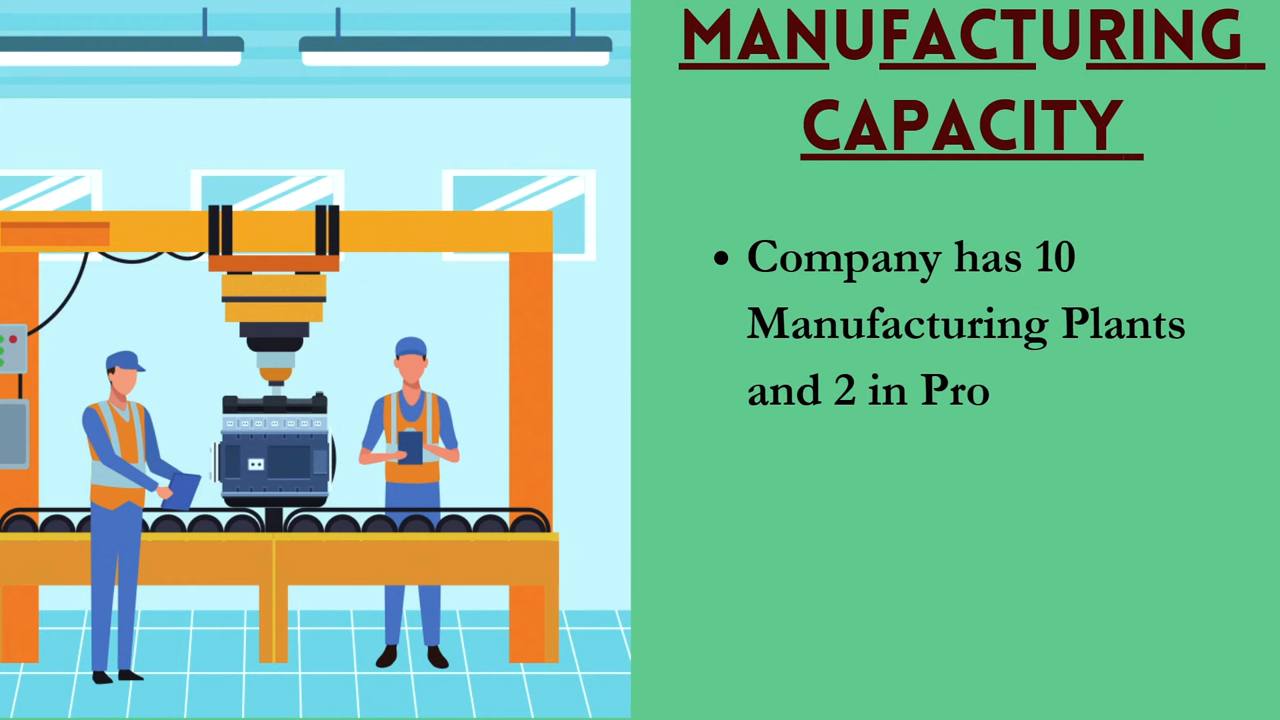 MANUFACTURING
CAPACITY
• Company has 10
Manufacturing Plants
and 2 in Pro